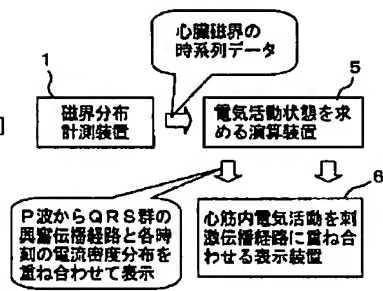 心臓磁界の
時系列データ
1
5
]
磁界分布
計測装置
電気活動状態を求
める演算装置
6
P波からQRS群の
興奮伝播経路と各時
刻の電流密度分布を
重ね合わせて表示
心筋内電気活動を刺
激伝播経路に重ね合
わせる表示装置